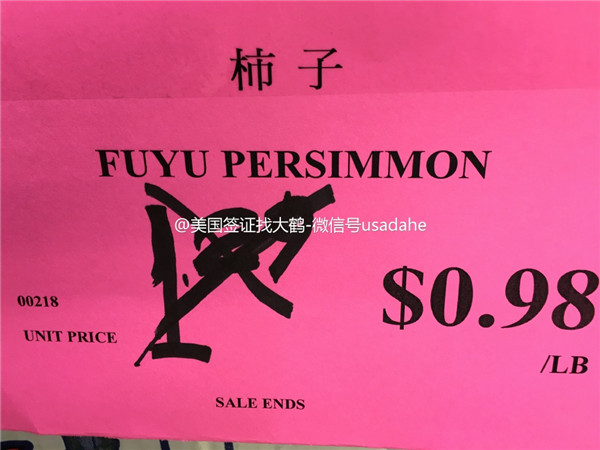 柿子
FUYU PERSIMMON
@美国签证找大鹤-微信号usadahe
00218
$0.98
UNIT PRICE
/LB
SALE ENDS